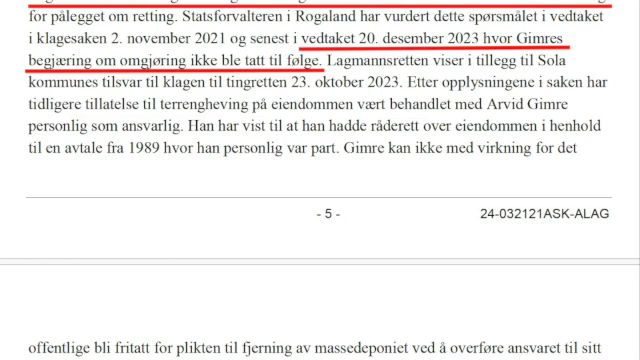 for pålegget om retting. Statsforvalteren i Rogaland har vurdert dette spørsmålet i vedtaket
i klagesaken 2. november 2021 og senest i vedtaket 20. desember 2023 hvor Gimres
begjæring om omgjøring ikke ble tatt til følge. Lagmannsretten viser i tillegg til Sola
kommunes tilsvar til klagen til tingretten 23. oktober 2023. Etter opplysningene i saken har
tidligere tillatelse til terrengheving på eiendommen vært behandlet med Arvid Gimre
personlig som ansvarlig. Han har vist til at han hadde råderett over eiendommen i henhold
til en avtale fra 1989 hvor han personlig var part. Gimre kan ikke med virkning for det
- 5 - 24-032121ASK-ALAG
offentlige bli fritatt for plikten til fjerning av massedeponiet ved å overføre ansvaret til sitt